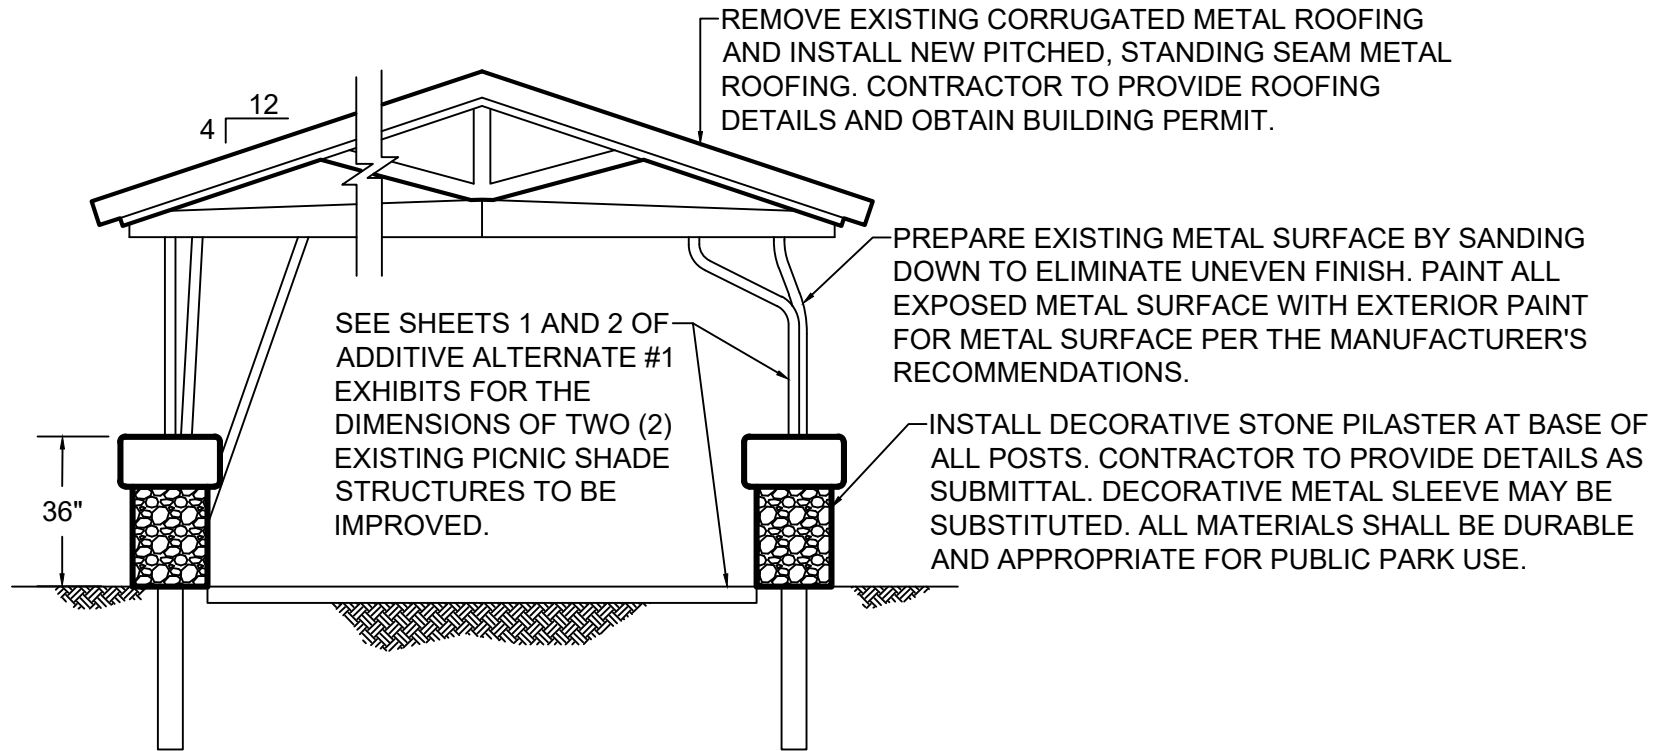 REMOVE EXISTING CORRUGATED METAL ROOFING
AND INSTALL NEW PITCHED, STANDING SEAM METAL
ROOFING. CONTRACTOR TO PROVIDE ROOFING
DETAILS AND OBTAIN BUILDING PERMIT.
12
4
PREPARE EXISTING METAL SURFACE BY SANDING
DOWN TO ELIMINATE UNEVEN FINISH. PAINT ALL
EXPOSED METAL SURFACE WITH EXTERIOR PAINT
FOR METAL SURFACE PER THE MANUFACTURER'S
RECOMMENDATIONS.
SEE SHEETS 1 AND 2 OF
ADDITIVE ALTERNATE #1
EXHIBITS FOR THE
DIMENSIONS OF TWO (2)
EXISTING PICNIC SHADE
STRUCTURES TO BE
IMPROVED.
INSTALL DECORATIVE STONE PILASTER AT BASE OF
ALL POSTS. CONTRACTOR TO PROVIDE DETAILS AS
SUBMITTAL. DECORATIVE METAL SLEEVE MAY BE
SUBSTITUTED. ALL MATERIALS SHALL BE DURABLE
AND APPROPRIATE FOR PUBLIC PARK USE.
36"